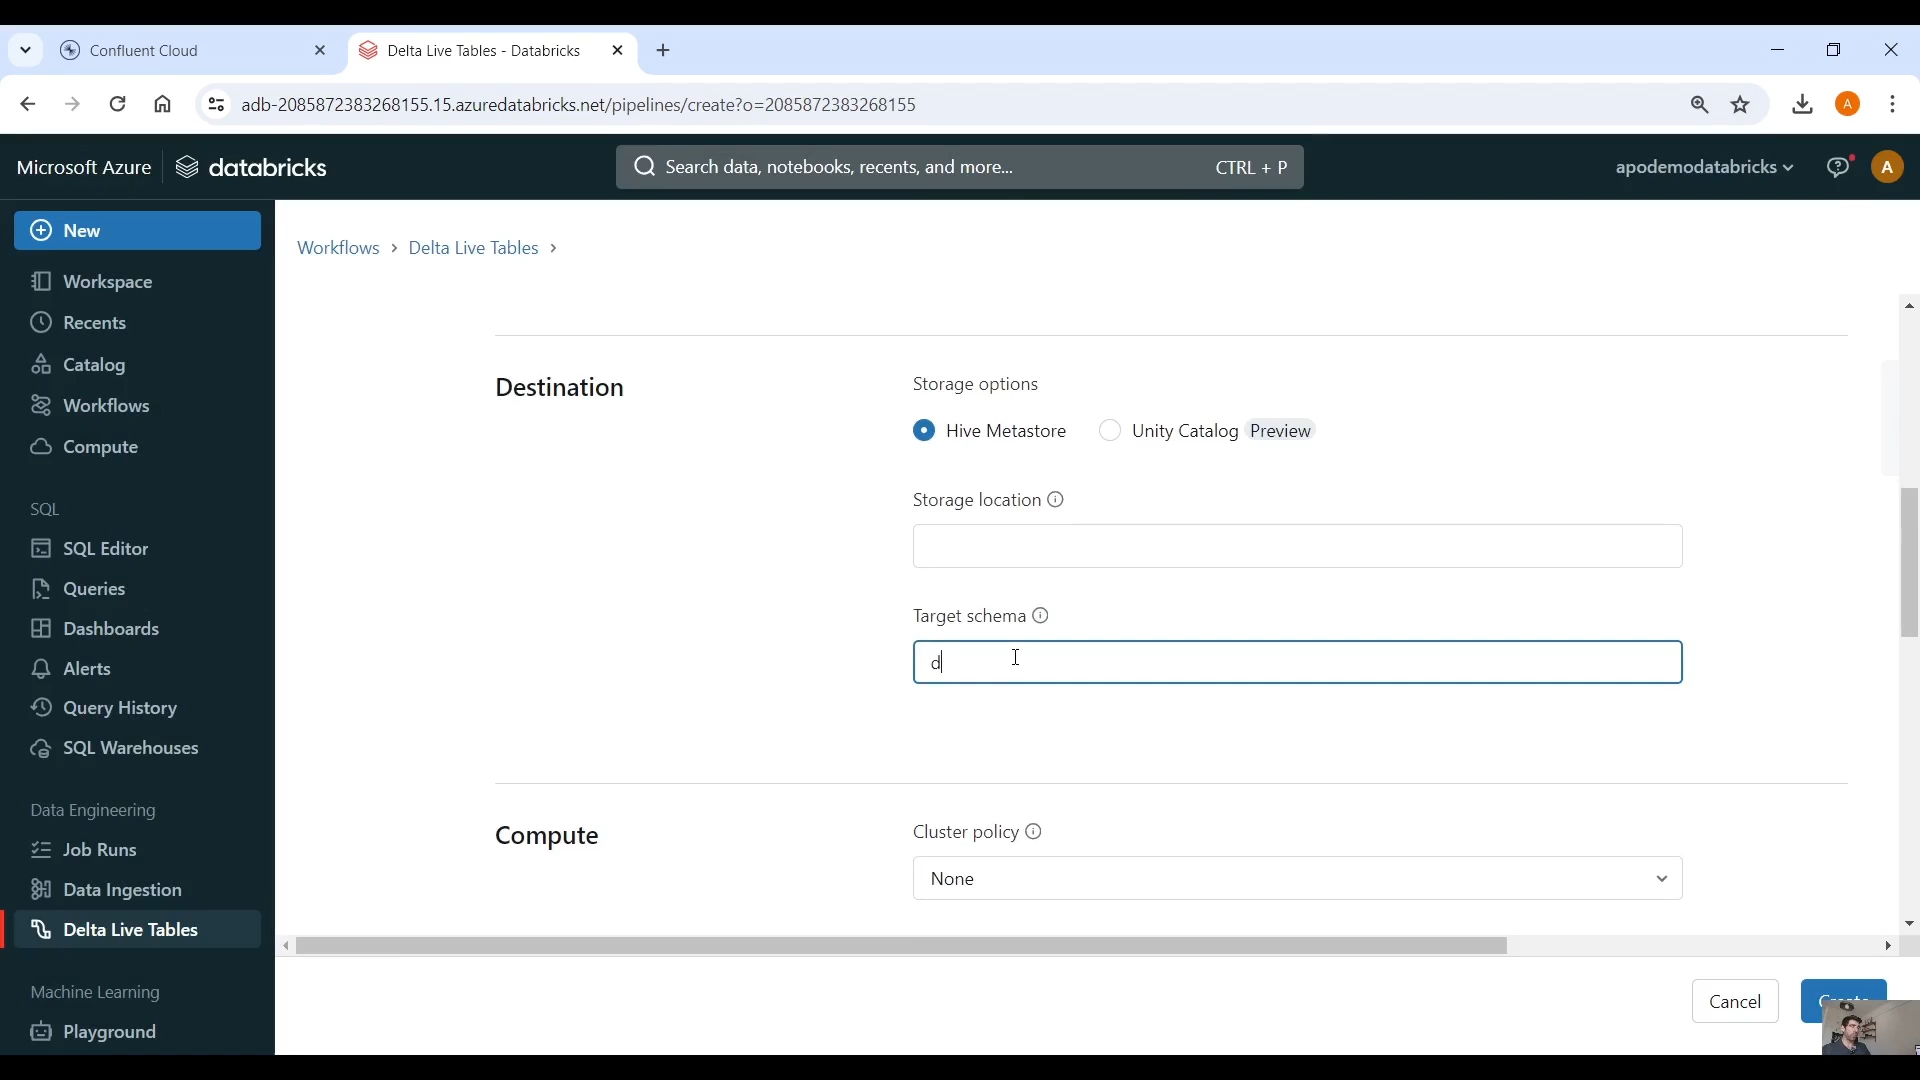 Confluent Cloud
Delta Live Tables - Databricks
adb-2085872383268155.15.azuredatabricks.net/pipelines/create?o=2085872383268155
A
Microsoft Azure
databricks
Search data, notebooks, recents, and more...
CTRL + P
apodemodatabricks
A
New
Workspace
Recents
Catalog
Workflows
Compute
SQL
SQL Editor
Queries
Dashboards
Alerts
Query History
SQL Warehouses
Data Engineering
Job Runs
Data Ingestion
Delta Live Tables
Machine Learning
Playground
Workflows > Delta Live Tables >
Destination
Storage options
Hive Metastore
Unity Catalog Preview
Storage location
Target schema
d
Compute
Cluster policy
None
Cancel